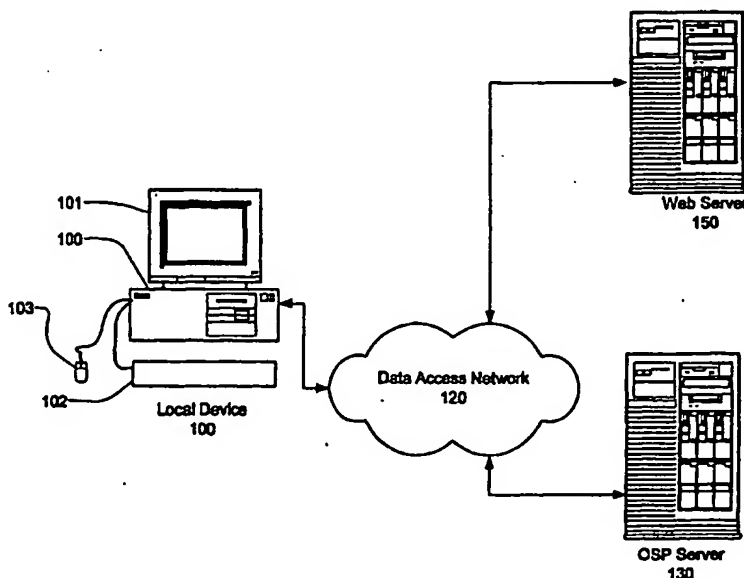 Web Server
150
101
100
103
102
Local Device
100
Data Access Network
120
OSP Server
130